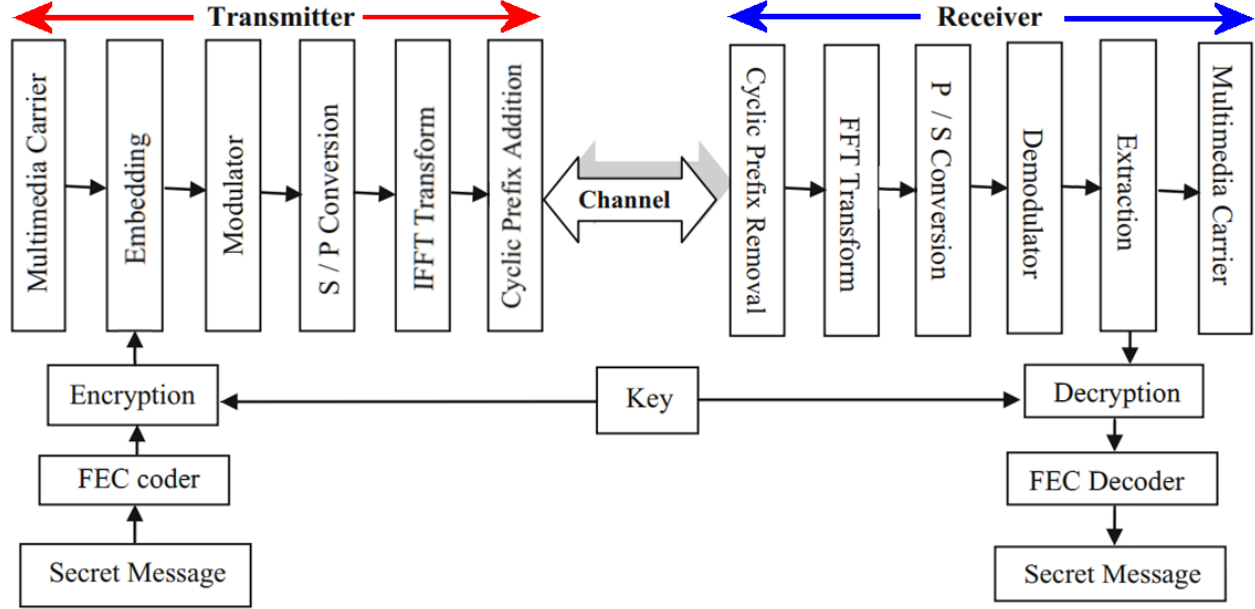 Transmitter
Receiver
Multimedia Carrier
Embedding
Modulator
S / P Conversion
IFFT Transform
Cyclic Prefix Addition
Channel
Cyclic Prefix Removal
FFT Transform
P / S Conversion
Demodulator
Extraction
Multimedia Carrier
Encryption
Key
Decryption
FEC coder
FEC Decoder
Secret Message
Secret Message